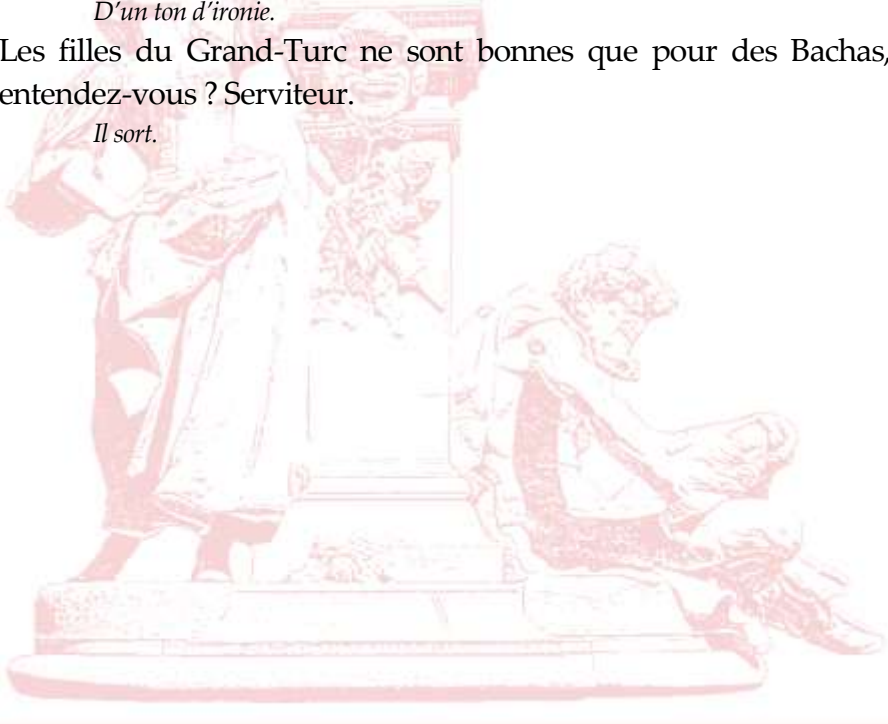 D’un ton d’ironie.
Les filles du Grand-Turc ne sont bonnes que pour des Bachas,
entendez-vous ? Serviteur.
Il sort.